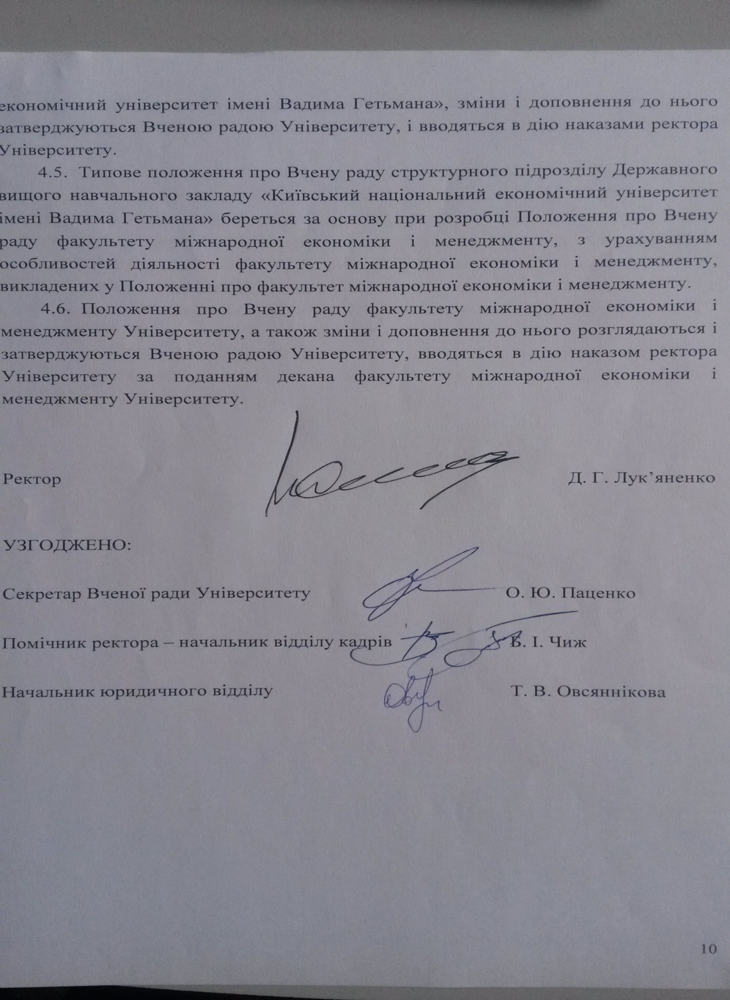 економічний університет імені Вадима Гетьмана», зміни і доповнення до нього
затверджуються Вченою радою Університету, і вводяться в дію наказами ректора
Університету.
4.5. Типове положення про Вчену раду структурного підрозділу Державного
вищого навчального закладу «Київський національний економічний університет
імені Вадима Гетьмана» береться за основу при розробці Положення про Вчену
раду факультету міжнародної економіки і менеджменту, з урахуванням
особливостей діяльності факультету міжнародної економіки і менеджменту,
викладених у Положенні про факультет міжнародної економіки і менеджменту.
4.6. Положення про Вчену раду факультету міжнародної економіки і
менеджменту Університету, а також зміни і доповнення до нього розглядаються і
затверджуються Вченою радою Університету, вводяться в дію наказом ректора
Університету за поданням декана факультету міжнародної економіки і
менеджменту Університету.
Ректор Д. Г. Лук’яненко
УЗГОДЖЕНО:
Секретар Вченої ради Університету О. Ю. Паценко
Помічник ректора – начальник відділу кадрів І. Чиж
Начальник юридичного відділу Т. В. Овсяннікова
10